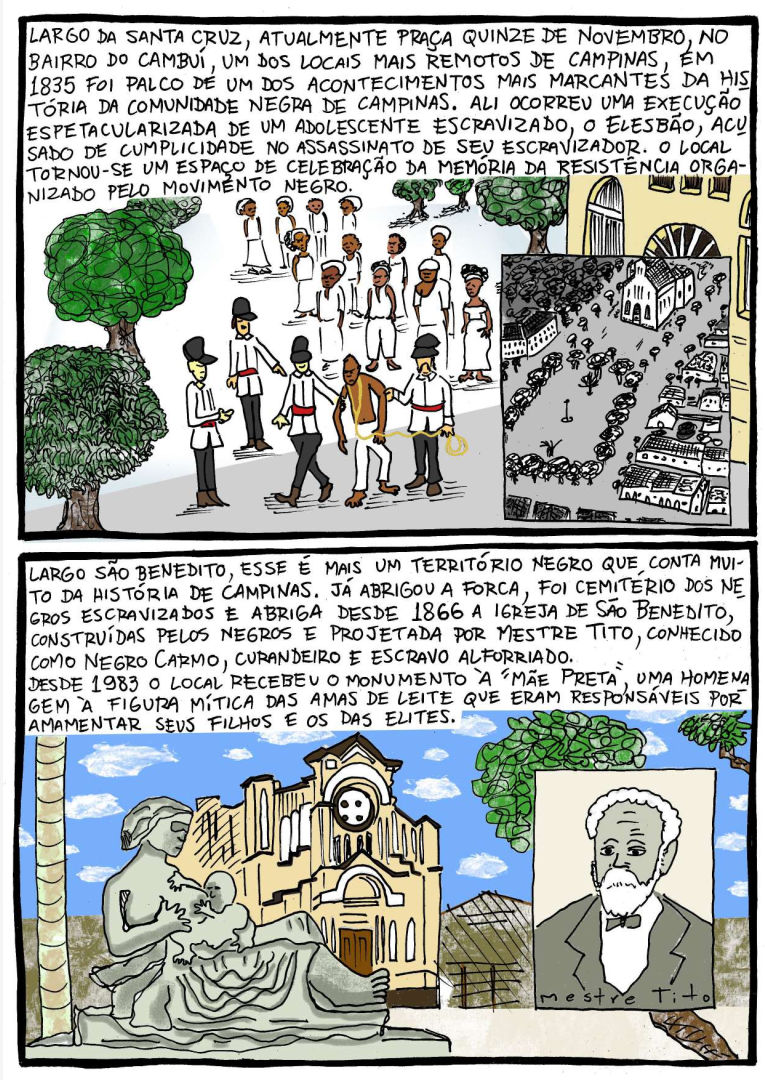 LARGO DA SANTA CRUZ, ATUALMENTE PRAÇA QUINZE DE NOVEMBRO, NO
BAIRRO DO CAMBUÍ, UM DOS LOCAIS MAIS REMOTOS DE CAMPINAS, EM
1835 FOI PALCO DE UM DOS ACONTECIMENTOS MAIS MARCANTES DA HIS
TÓRIA DA COMUNIDADE NEGRA DE CAMPINAS. ALI OCORREU UMA EXECUÇÃO
ESPETACULARIZADA DE UM ADOLESCENTE ESCRAVIZADO, O ELESBÃO, ACU
SADO DE CUMPLICIDADE NO ASSASSINATO DE SEU ESCRAVIZADOR. O LOCAL
TORNOU-SE UM ESPAÇO DE CELEBRAÇÃO DA MEMÓRIA DA RESISTÊNCIA ORGA-
NIZADO PELO MOVIMENTO NEGRO.
LARGO SÃO BENEDITO, ESSE É MAIS UM TERRITÓRIO NEGRO QUE CONTA MUI-
TO DA HISTÓRIA DE CAMPINAS. JÁ ABRIGOU A FORCA, FOI CEMITÉRIO DOS NE
GROS ESCRAVIZADOS E ABRIGA DESDE 1866 A IGREJA DE SÃO BENEDITO,
CONSTRUÍDAS PELOS NEGROS E PROJETADA POR MESTRE TITO, CONHECIDO
COMO NEGRO CARMO, CURANDEIRO E ESCRAVO ALFORRIADO.
DESDE 1983 O LOCAL RECEBEU O MONUMENTO À "MÃE PRETA", UMA HOMENA
GEM À FIGURA MÍTICA DAS AMAS DE LEITE QUE ERAM RESPONSÁVEIS POR
AMAMENTAR SEUS FILHOS E OS DAS ELITES.
mestre Tito